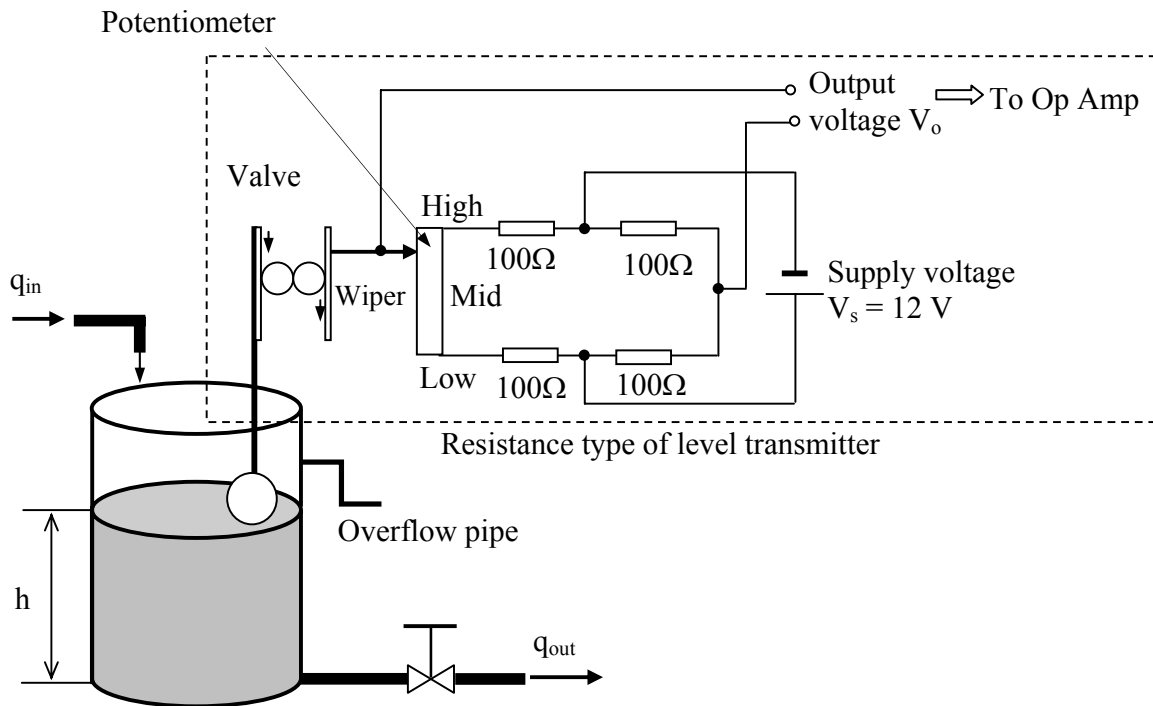 Potentiometer
Output
voltage Vₒ
To Op Amp
Valve
High
100Ω
100Ω
Supply voltage
Vₛ = 12 V
qᵢₙ
Wiper
Mid
Low
100Ω
100Ω
Resistance type of level transmitter
Overflow pipe
h
qₒᵤₜ